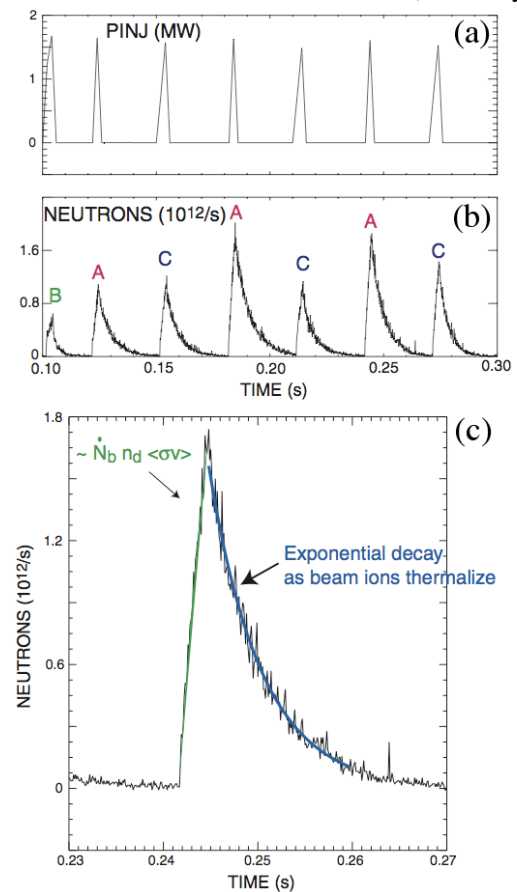 PINJ (MW)
(a)
2
1
0
NEUTRONS (10¹²/s)
(b)
1.6
0.8
0
B
A
C
A
C
A
C
0.10
0.15
0.20
0.25
0.30
TIME (s)
(c)
1.8
1.2
0.6
0
NEUTRONS (10¹²/s)
~ Ṅb nd <σv>
Exponential decay
as beam ions thermalize
0.23
0.24
0.25
0.26
0.27
TIME (s)